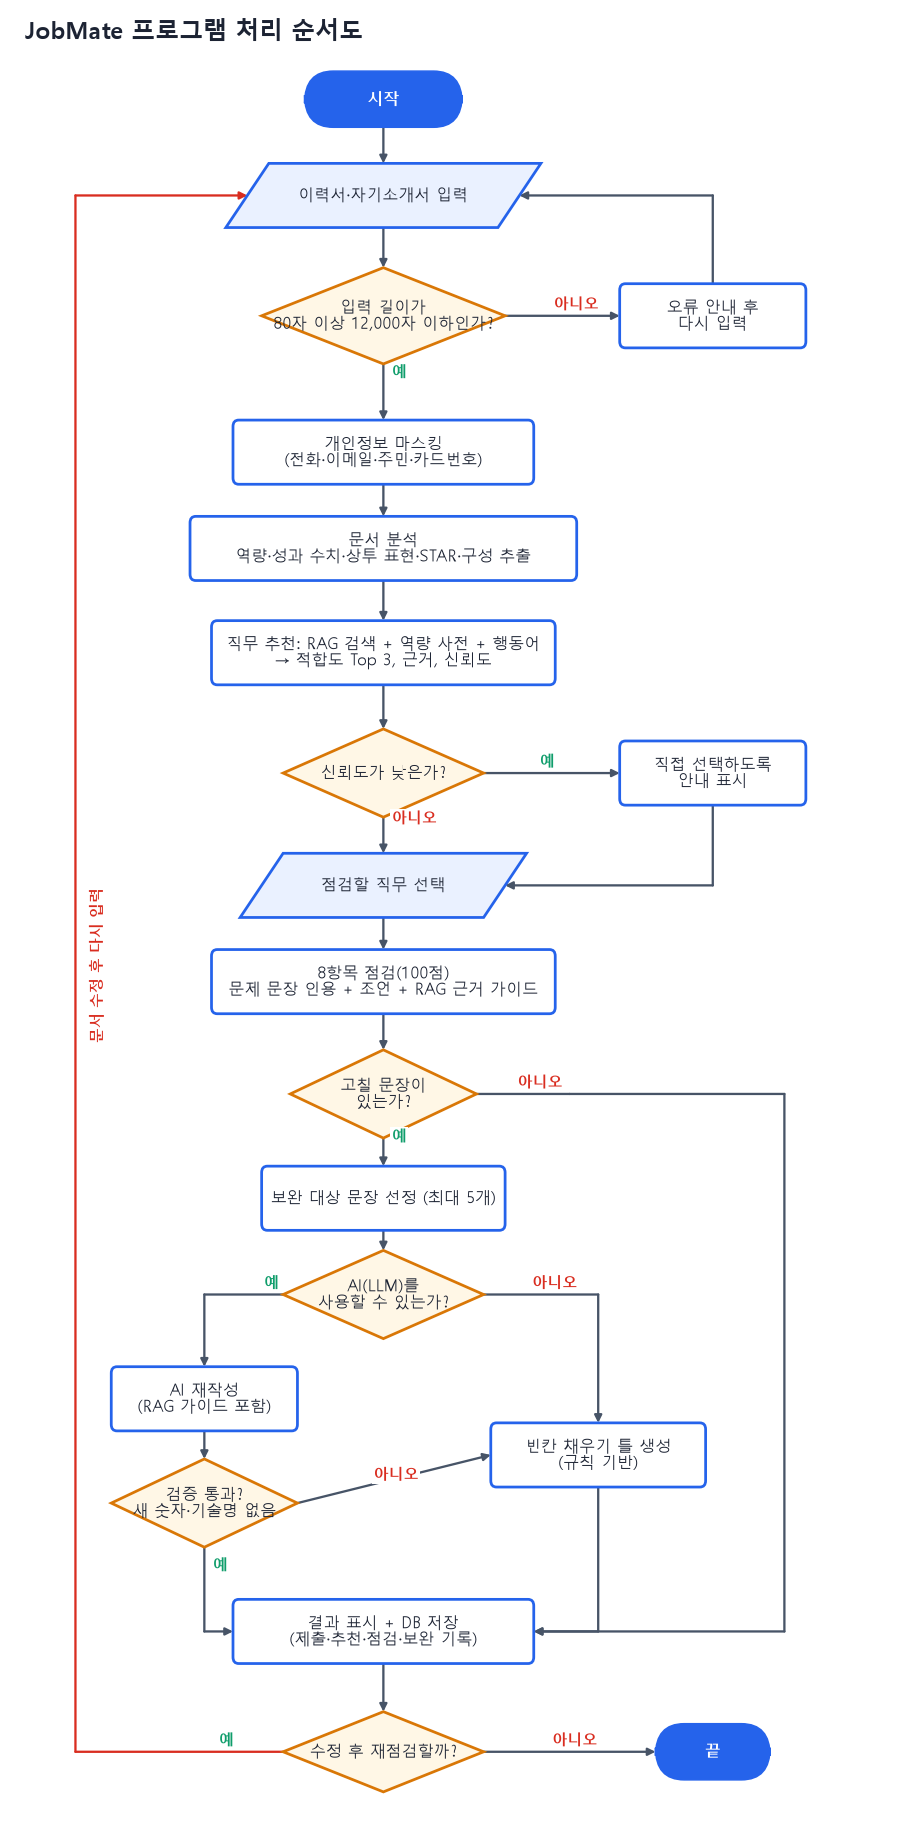 JobMate 프로그램 처리 순서도
시작
이력서·자기소개서 입력
입력 길이가
80자 이상 12,000자 이하인가?
아니오
오류 안내 후
다시 입력
예
개인정보 마스킹
(전화·이메일·주민·카드번호)
문서 분석
역량·성과 수치·상투 표현·STAR·구성 추출
직무 추천: RAG 검색 + 역량 사전 + 행동어
→ 적합도 Top 3, 근거, 신뢰도
신뢰도가 낮은가?
예
직접 선택하도록
안내 표시
아니오
점검할 직무 선택
문서 수정 후 다시 입력
8항목 점검(100점)
문제 문장 인용 + 조언 + RAG 근거 가이드
고칠 문장이
있는가?
아니오
예
보완 대상 문장 선정 (최대 5개)
AI(LLM)를
사용할 수 있는가?
예
아니오
AI 재작성
(RAG 가이드 포함)
빈칸 채우기 틀 생성
(규칙 기반)
검증 통과?
새 숫자·기술명 없음
아니오
예
결과 표시 + DB 저장
(제출·추천·점검·보완 기록)
수정 후 재점검할까?
예
아니오
끝